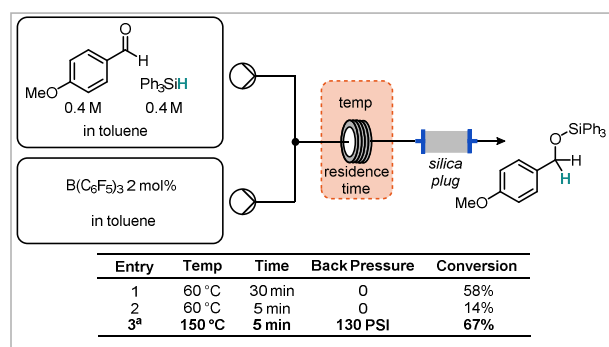 O
H
MeO
Ph₃SiH
0.4 M 0.4 M
in toluene
B(C₆F₅)₃ 2 mol%
in toluene
temp
residence
time
silica
plug
SiPh₃
O
H
H
MeO
Entry Temp Time Back Pressure Conversion
1 60 °C 30 min 0 58%
2 60 °C 5 min 0 14%
3ᵃ 150 °C 5 min 130 PSI 67%